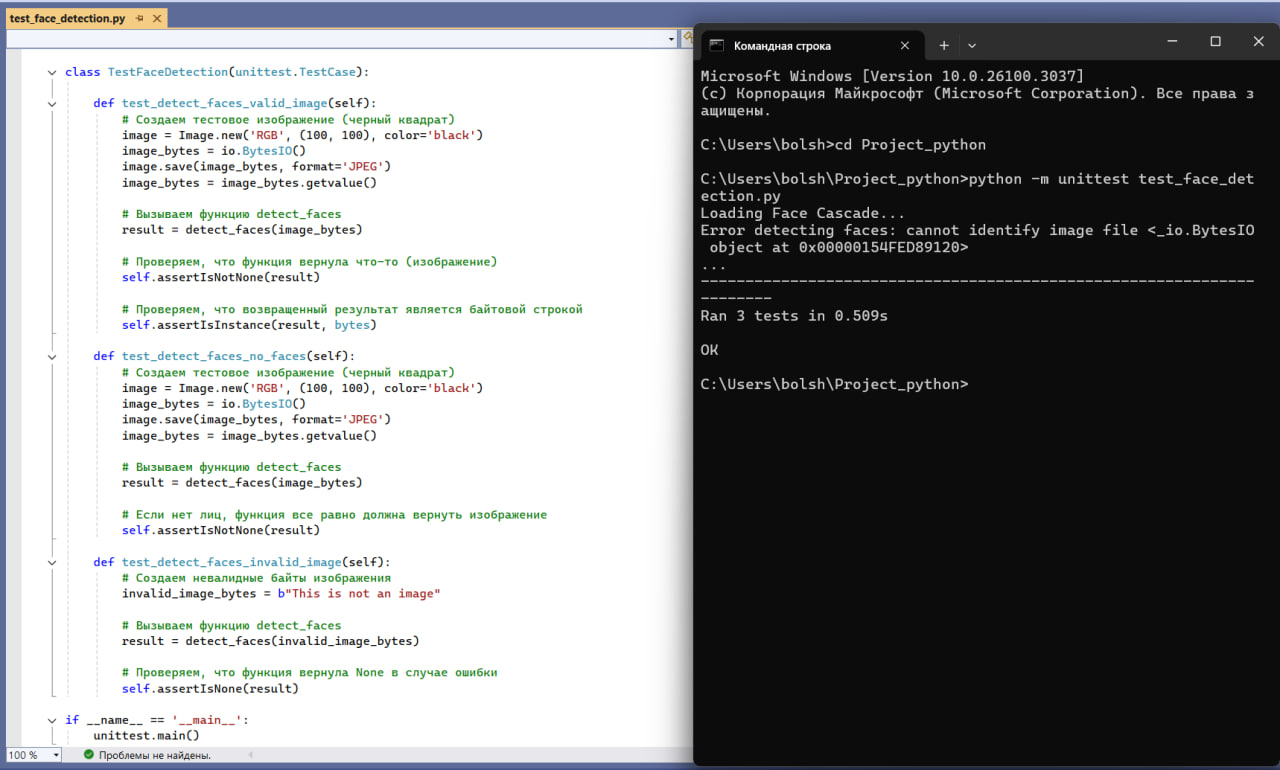 test_face_detection.py
class TestFaceDetection(unittest.TestCase):
def test_detect_faces_valid_image(self):
# Создаем тестовое изображение (черный квадрат)
image = Image.new('RGB', (100, 100), color='black')
image_bytes = io.BytesIO()
image.save(image_bytes, format='JPEG')
image_bytes = image_bytes.getvalue()
# Вызываем функцию detect_faces
result = detect_faces(image_bytes)
# Проверяем, что функция вернула что-то (изображение)
self.assertIsNotNone(result)
# Проверяем, что возвращенный результат является байтовой строкой
self.assertIsInstance(result, bytes)
def test_detect_faces_no_faces(self):
# Создаем тестовое изображение (черный квадрат)
image = Image.new('RGB', (100, 100), color='black')
image_bytes = io.BytesIO()
image.save(image_bytes, format='JPEG')
image_bytes = image_bytes.getvalue()
# Вызываем функцию detect_faces
result = detect_faces(image_bytes)
# Если нет лиц, функция все равно должна вернуть изображение
self.assertIsNotNone(result)
def test_detect_faces_invalid_image(self):
# Создаем невалидные байты изображения
invalid_image_bytes = b"This is not an image"
# Вызываем функцию detect_faces
result = detect_faces(invalid_image_bytes)
# Проверяем, что функция вернула None в случае ошибки
self.assertIsNone(result)
if __name__ == '__main__':
unittest.main()
100 %
Проблемы не найдены.
Командная строка
Microsoft Windows [Version 10.0.26100.3037]
(c) Корпорация Майкрософт (Microsoft Corporation). Все права з
ащищены.
C:\Users\bolsh>cd Project_python
C:\Users\bolsh\Project_python>python -m unittest test_face_det
ection.py
Loading Face Cascade...
Error detecting faces: cannot identify image file <_io.BytesIO
object at 0x00000154FED89120>
...
--------------------------------------------------------------
--------
Ran 3 tests in 0.509s
OK
C:\Users\bolsh\Project_python>